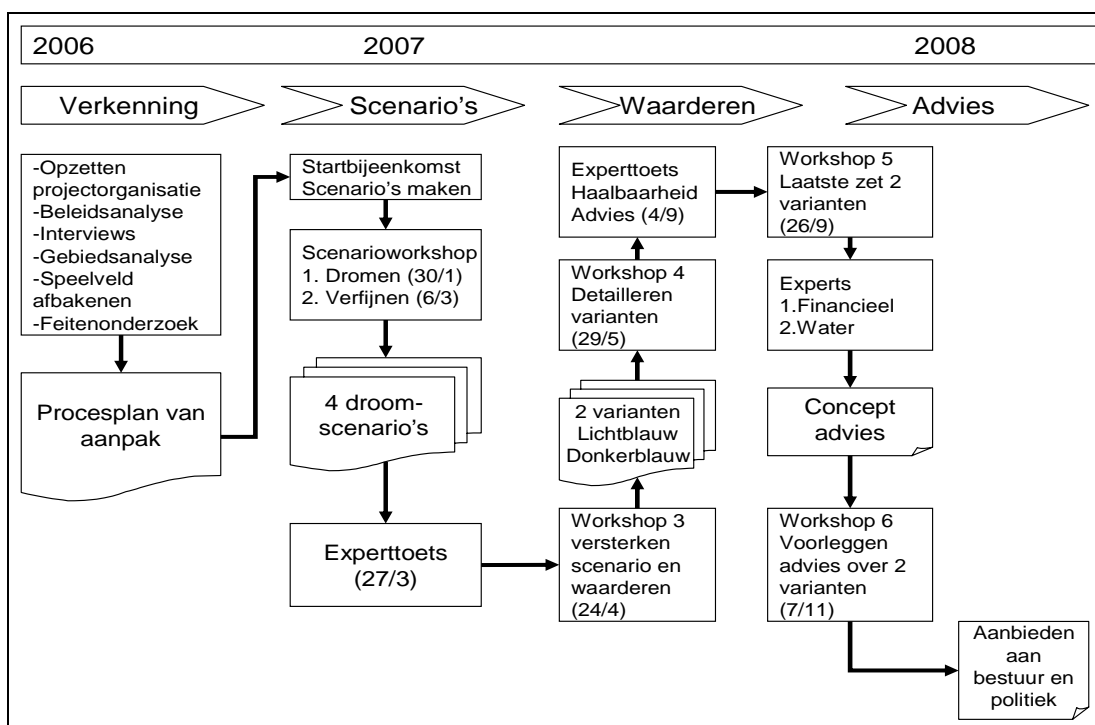 2006
2007
2008
Verkenning
Scenario's
Waarderen
Advies
-Opzetten
projectorganisatie
-Beleidsanalyse
-Interviews
-Gebiedsanalyse
-Speelveld
afbakenen
-Feitenonderzoek
Procesplan van
aanpak
Startbijeenkomst
Scenario's maken
Scenarioworkshop
1. Dromen (30/1)
2. Verfijnen (6/3)
4 droom-
scenario's
Experttoets
(27/3)
Workshop 3
versterken
scenario en
waarderen
(24/4)
2 varianten
Lichtblauw
Donkerblauw
Workshop 4
Detailleren
varianten
(29/5)
Experttoets
Haalbaarheid
Advies (4/9)
Workshop 5
Laatste zet 2
varianten
(26/9)
Experts
1.Financieel
2.Water
Concept
advies
Workshop 6
Voorleggen
advies over 2
varianten
(7/11)
Aanbieden
aan
bestuur en
politiek